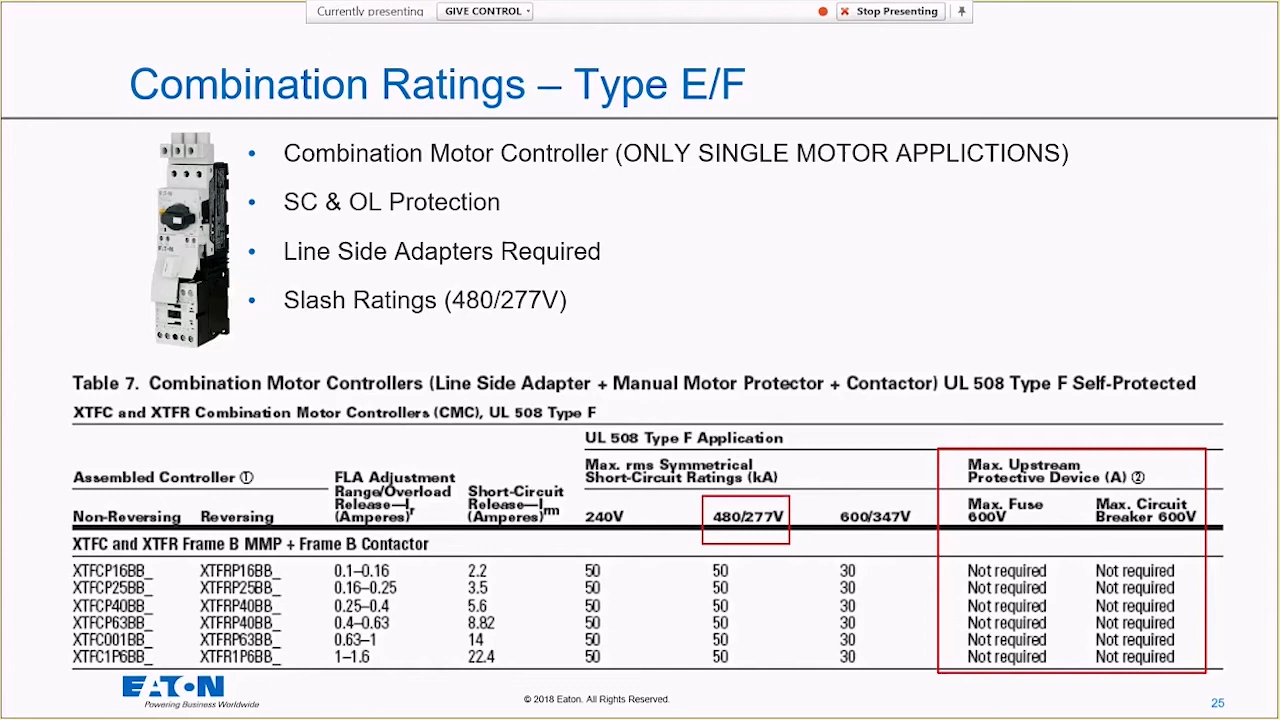 Currently presenting GIVE CONTROL Stop Presenting
Combination Ratings – Type E/F
• Combination Motor Controller (ONLY SINGLE MOTOR APPLICTIONS)
• SC & OL Protection
• Line Side Adapters Required
• Slash Ratings (480/277V)
Table 7. Combination Motor Controllers (Line Side Adapter + Manual Motor Protector + Contactor) UL 508 Type F Self-Protected
XTFC and XTFR Combination Motor Controllers (CMC), UL 508 Type F
UL 508 Type F Application
Assembled Controller ① FLA Adjustment Range/Overload Release—Ir (Amperes) Short-Circuit Release—Irm (Amperes) Max. rms Symmetrical Short-Circuit Ratings (kA) Max. Upstream Protective Device (A) ②
Non-Reversing Reversing 240V 480/277V 600/347V Max. Fuse 600V Max. Circuit Breaker 600V
XTFC and XTFR Frame B MMP + Frame B Contactor
XTFCP16BB_ XTFRP16BB_ 0.1–0.16 2.2 50 50 30 Not required Not required
XTFCP25BB_ XTFRP25BB_ 0.16–0.25 3.5 50 50 30 Not required Not required
XTFCP40BB_ XTFRP40BB_ 0.25–0.4 5.6 50 50 30 Not required Not required
XTFCP63BB_ XTFRP40BB_ 0.4–0.63 8.82 50 50 30 Not required Not required
XTFC001BB_ XTFRP63BB_ 0.63–1 14 50 50 30 Not required Not required
XTFC1P6BB_ XTFR1P6BB_ 1–1.6 22.4 50 50 30 Not required Not required
EATON
Powering Business Worldwide
© 2018 Eaton. All Rights Reserved.
25